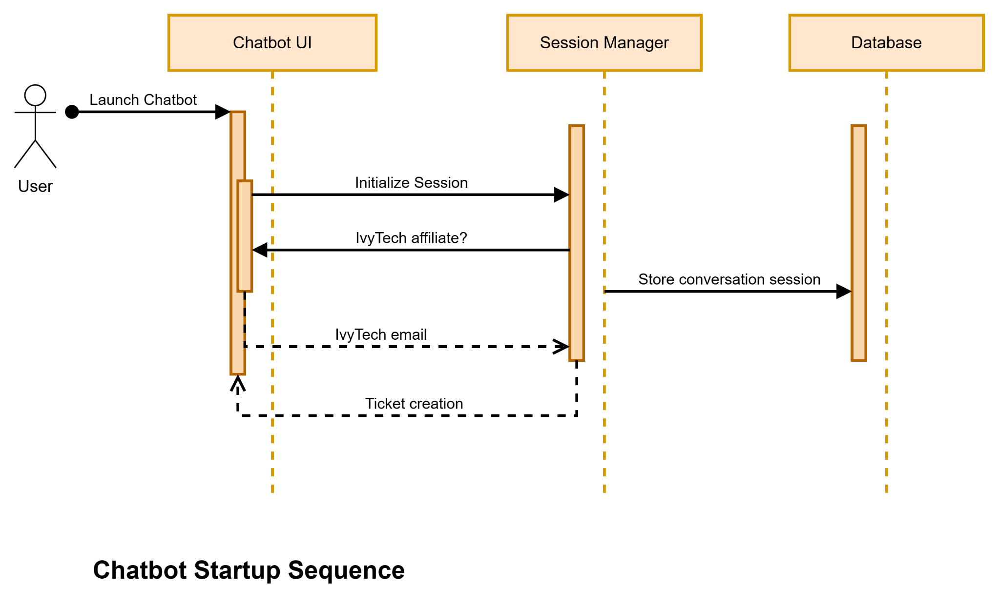 Chatbot UI
Session Manager
Database
Launch Chatbot
User
Initialize Session
IvyTech affiliate?
Store conversation session
IvyTech email
Ticket creation
Chatbot Startup Sequence